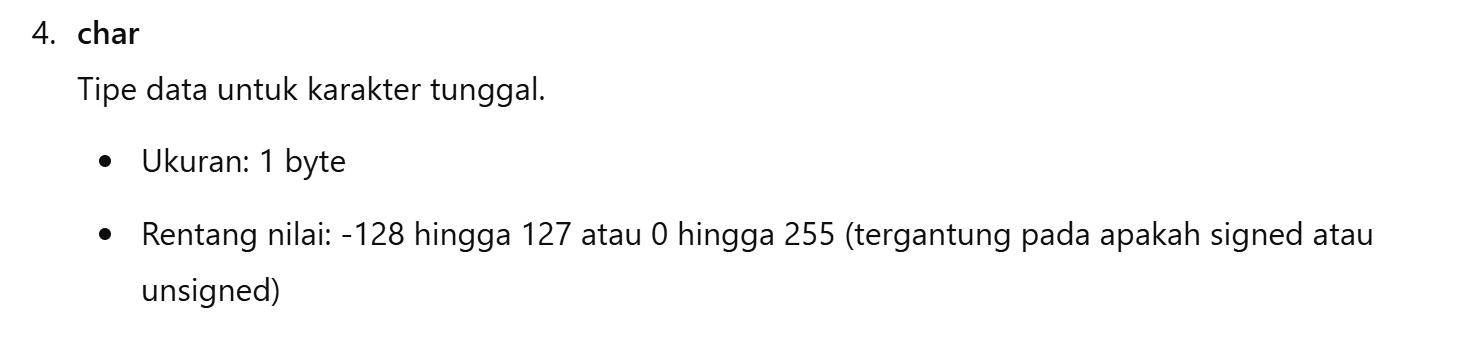 4. char
Tipe data untuk karakter tunggal.
• Ukuran: 1 byte
• Rentang nilai: -128 hingga 127 atau 0 hingga 255 (tergantung pada apakah signed atau
unsigned)